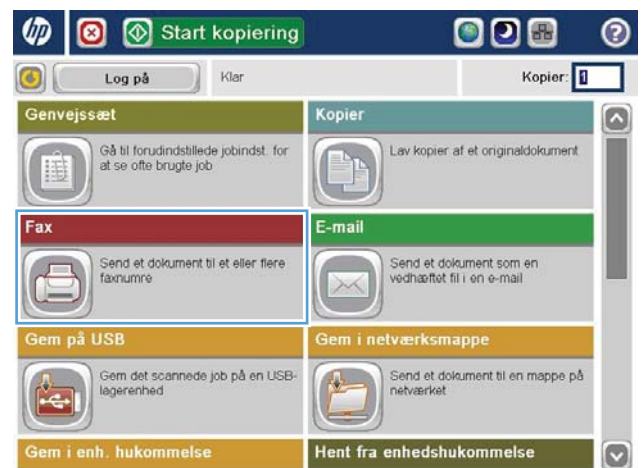 hp
Start kopiering
Log på
Klar
Kopier: 1
Genvejssæt
Gå til forudindstillede jobindst. for
at se ofte brugte job
Kopier
Lav kopier af et originaldokument
Fax
Send et dokument til et eller flere
faxnumre
E-mail
Send et dokument som en
vedhæftet fil i en e-mail
Gem på USB
Gem det scannede job på en USB-
lagerenhed
Gem i netværksmappe
Send et dokument til en mappe på
netværket
Gem i enh. hukommelse
Hent fra enhedshukommelse